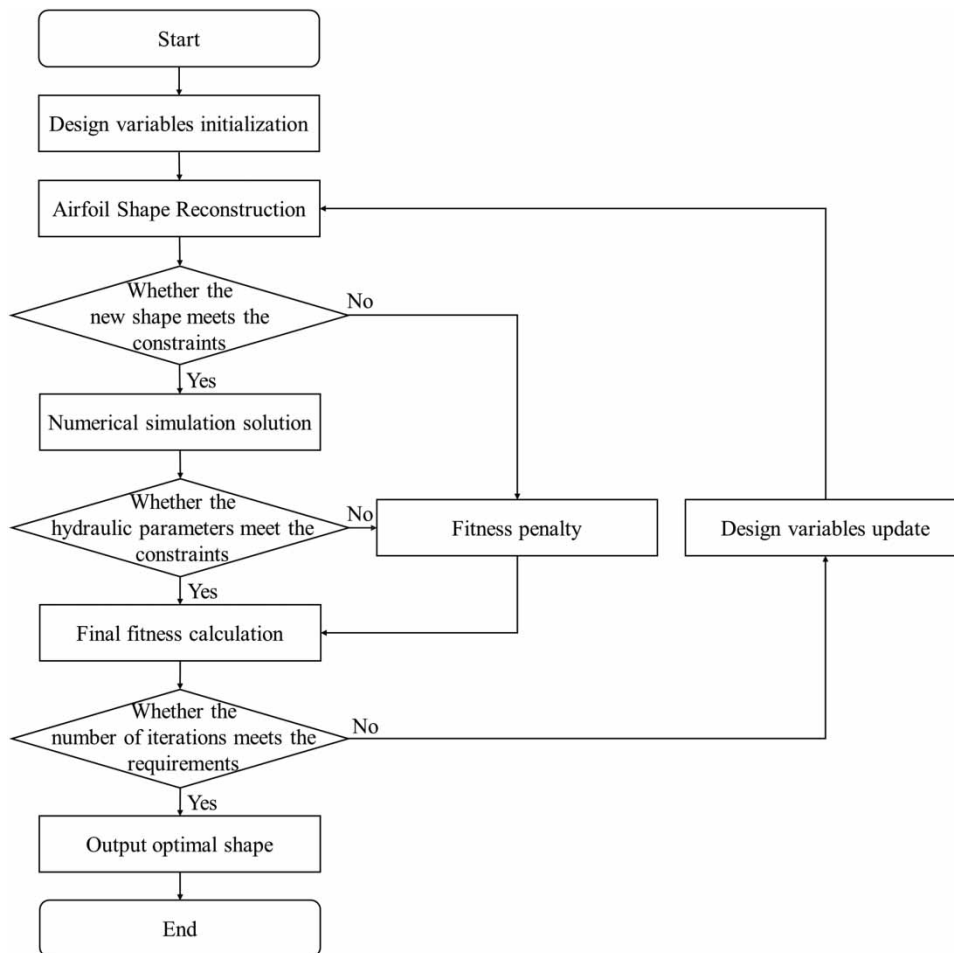 Start
Design variables initialization
Airfoil Shape Reconstruction
Whether the
new shape meets the
constraints
No
Yes
Numerical simulation solution
Whether the
hydraulic parameters meet the
constraints
No
Fitness penalty
Design variables update
Yes
Final fitness calculation
Whether the
number of iterations meets the
requirements
No
Yes
Output optimal shape
End